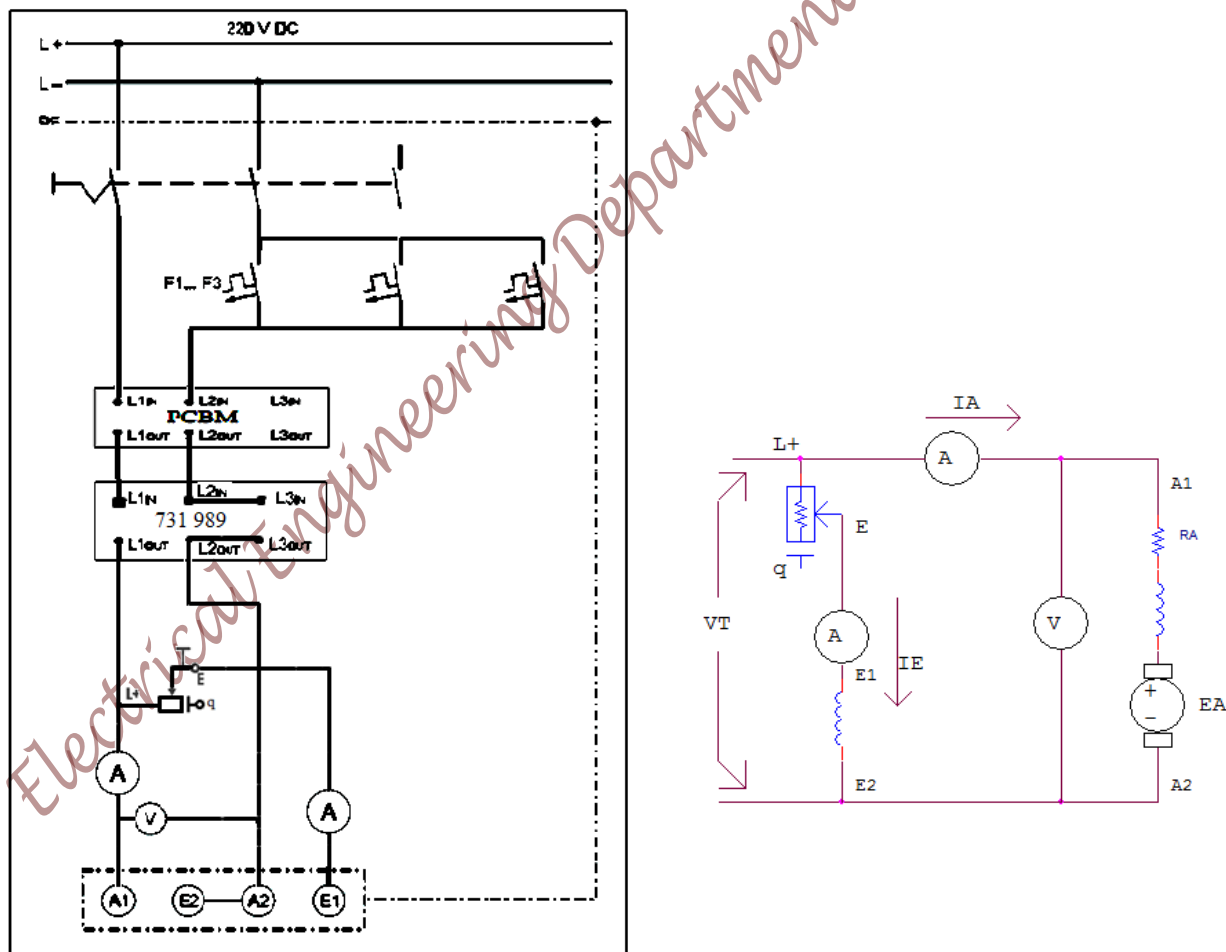 220 V DC
L+
L-
PE
F1... F3
L1IN L2IN L3IN
PCBM
L1OUT L2OUT L3OUT
L1IN L2IN L3IN
731 989
L1OUT L2OUT L3OUT
E
L+
q
A
V
A
A1 E2 A2 E1
Electrical Engineering Department
IA
L+
A
A1
E
RA
q
VT
A
V
IE
E1
+
-
EA
E2
A2